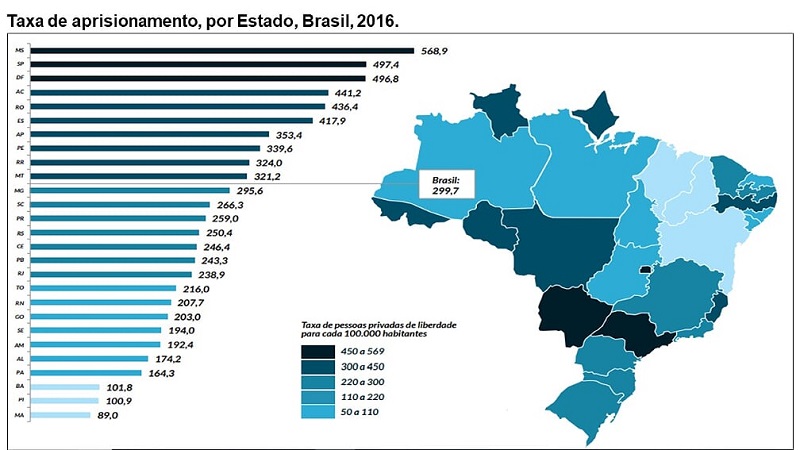 Taxa de aprisionamento, por Estado, Brasil, 2016.
MS 568,9
SP 497,4
DF 496,8
AC 441,2
RO 436,4
ES 417,9
AP 353,4
PE 339,6
RR 324,0
MT 321,2
Brasil:
299,7
MG 295,6
SC 266,3
PR 259,0
RS 250,4
CE 246,4
PB 243,3
RJ 238,9
TO 216,0
RN 207,7
GO 203,0
SE 194,0
AM 192,4
AL 174,2
PA 164,3
BA 101,8
PI 100,9
MA 89,0
Taxa de pessoas privadas de liberdade
para cada 100.000 habitantes
450 a 569
300 a 450
220 a 300
110 a 220
50 a 110